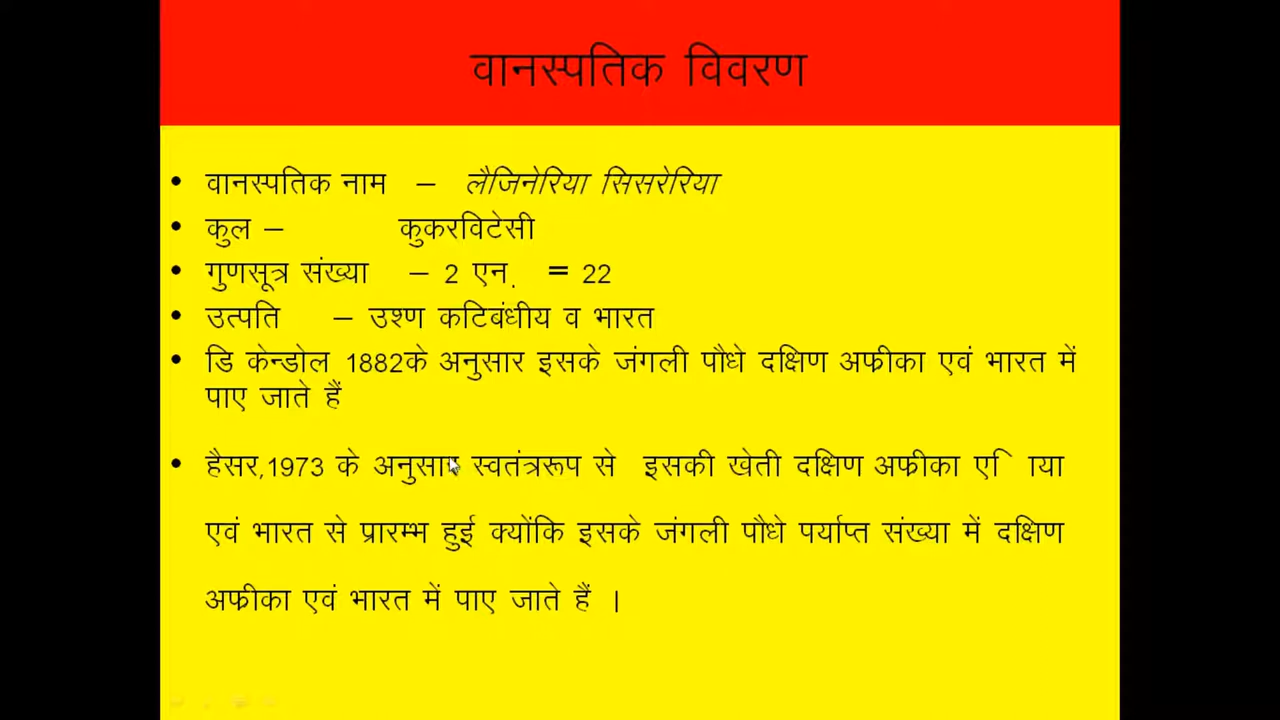 वानस्पतिक विवरण
• वानस्पतिक नाम – लैजिनेरिया सिसरेरिया
• कुल – कुकरविटेसी
• गुणसूत्र संख्या – 2 एन. = 22
• उत्पति – उश्ण कटिबंधीय व भारत
• डि केन्डोल 1882के अनुसार इसके जंगली पौधे दक्षिण अफ्रीका एवं भारत में
पाए जाते हैं
• हैसर,1973 के अनुसार स्वतंत्ररूप से इसकी खेती दक्षिण अफ्रीका
एवं भारत से प्रारम्भ हुई क्योंकि इसके जंगली पौधे पर्याप्त संख्या में दक्षिण
अफ्रीका एवं भारत में पाए जाते हैं ।